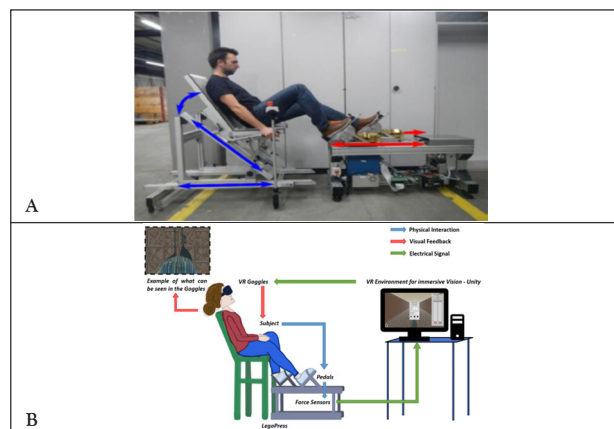 A
Physical Interaction
Visual Feedback
Electrical Signal
Example of what can
be seen in the Goggles
VR Goggles
VR Environment for immersive Vision - Unity
Subject
Pedals
Force Sensors
LegoPress
B